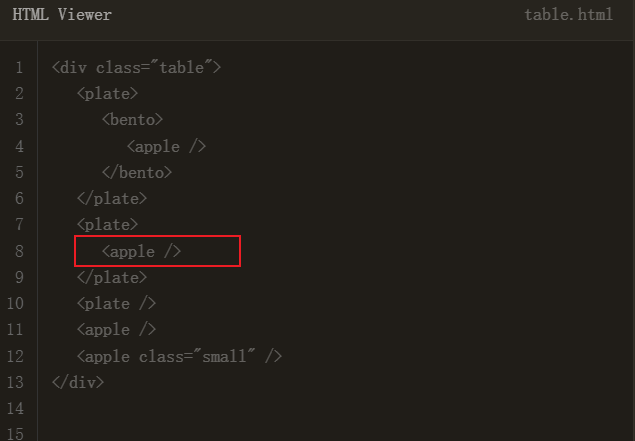 HTML Viewer table.html
1 <div class="table">
2 <plate>
3 <bento>
4 <apple />
5 </bento>
6 </plate>
7 <plate>
8 <apple />
9 </plate>
10 <plate />
11 <apple />
12 <apple class="small" />
13 </div>
14
15